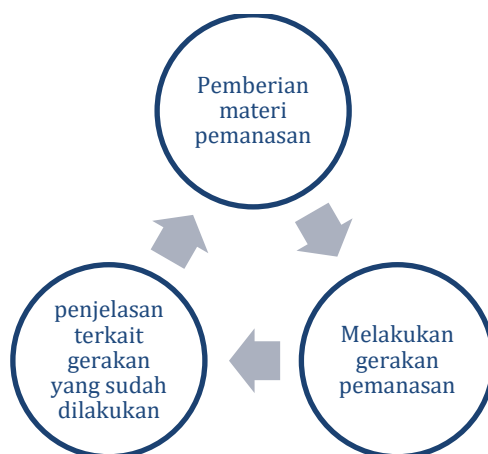 Pemberian
materi
pemanasan
Melakukan
gerakan
pemanasan
penjelasan
terkait
gerakan
yang sudah
dilakukan